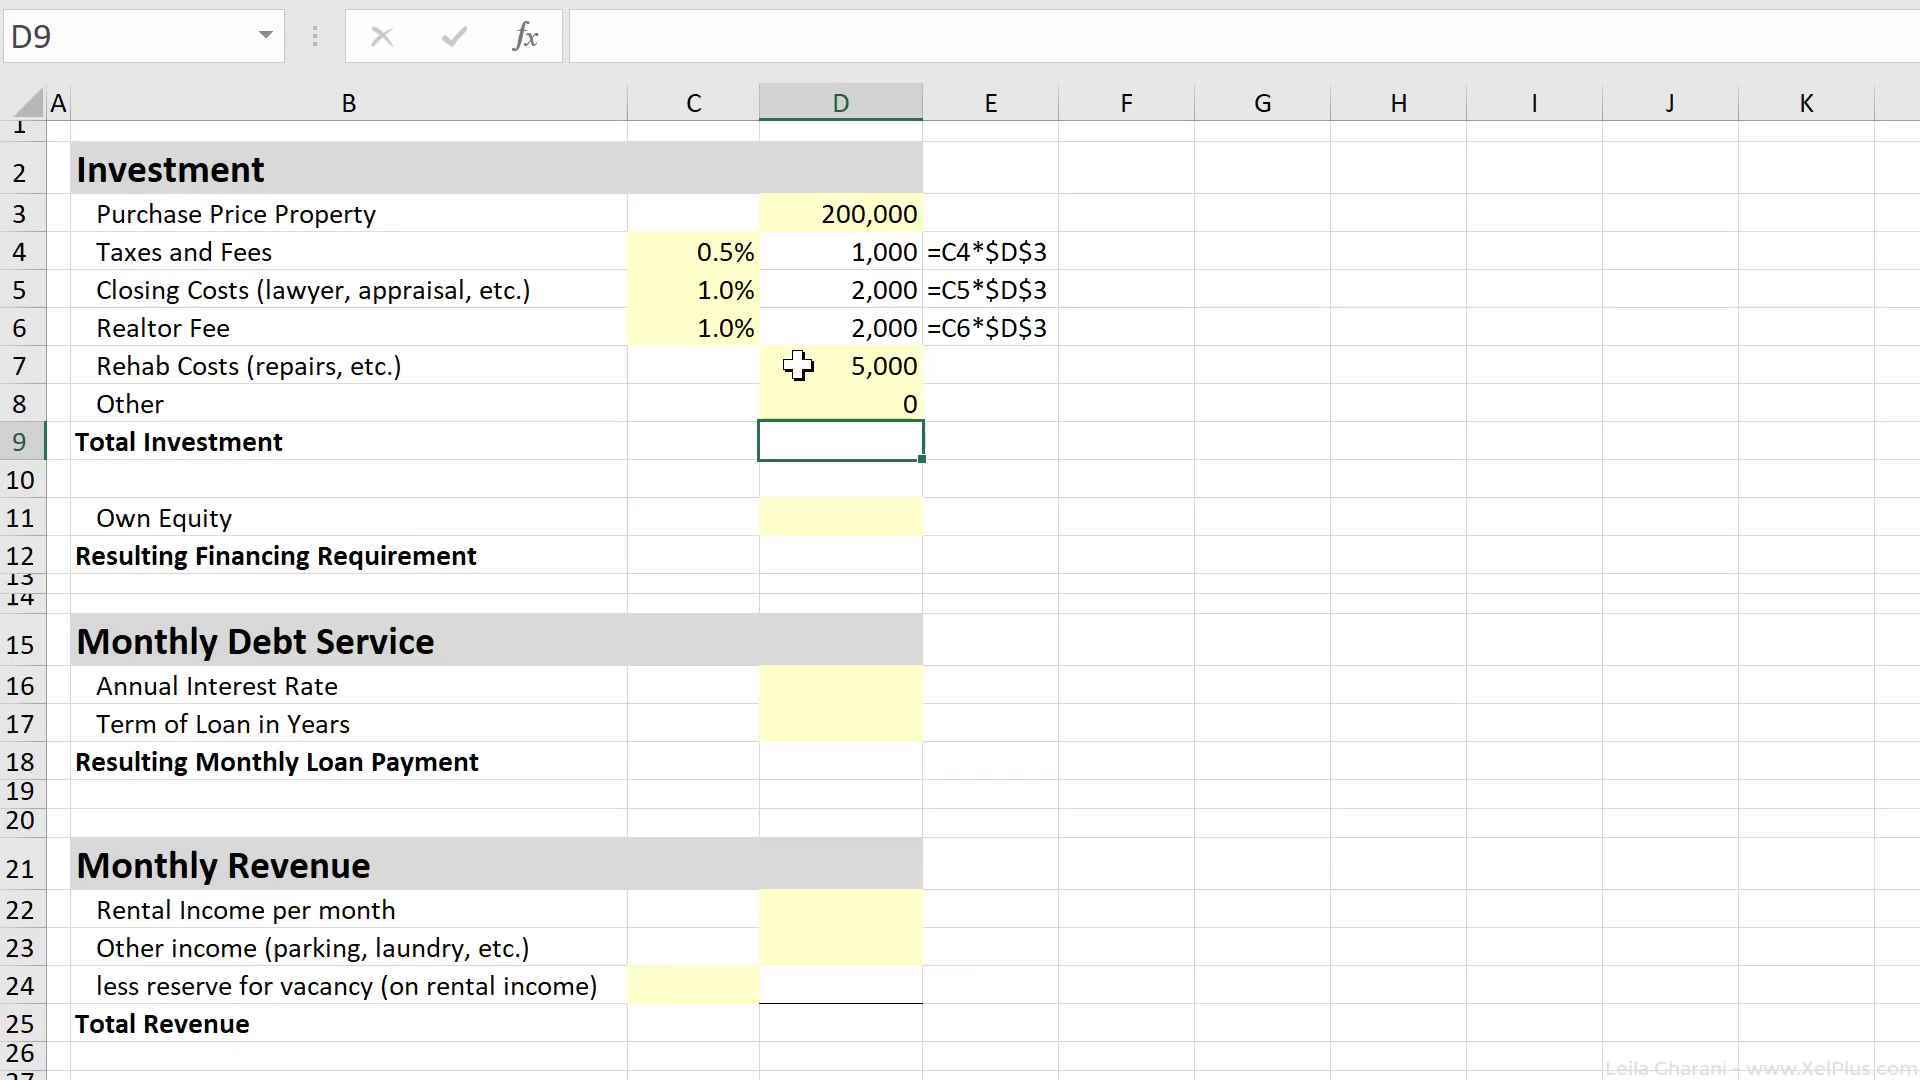 D9 fx
A B C D E F G H I J K
1
2 Investment
3 Purchase Price Property 200,000
4 Taxes and Fees 0.5% 1,000 =C4*$D$3
5 Closing Costs (lawyer, appraisal, etc.) 1.0% 2,000 =C5*$D$3
6 Realtor Fee 1.0% 2,000 =C6*$D$3
7 Rehab Costs (repairs, etc.) 5,000
8 Other 0
9 Total Investment
10
11 Own Equity
12 Resulting Financing Requirement
13
14
15 Monthly Debt Service
16 Annual Interest Rate
17 Term of Loan in Years
18 Resulting Monthly Loan Payment
19
20
21 Monthly Revenue
22 Rental Income per month
23 Other income (parking, laundry, etc.)
24 less reserve for vacancy (on rental income)
25 Total Revenue
26
27
Leila Gharani - www.XelPlus.com